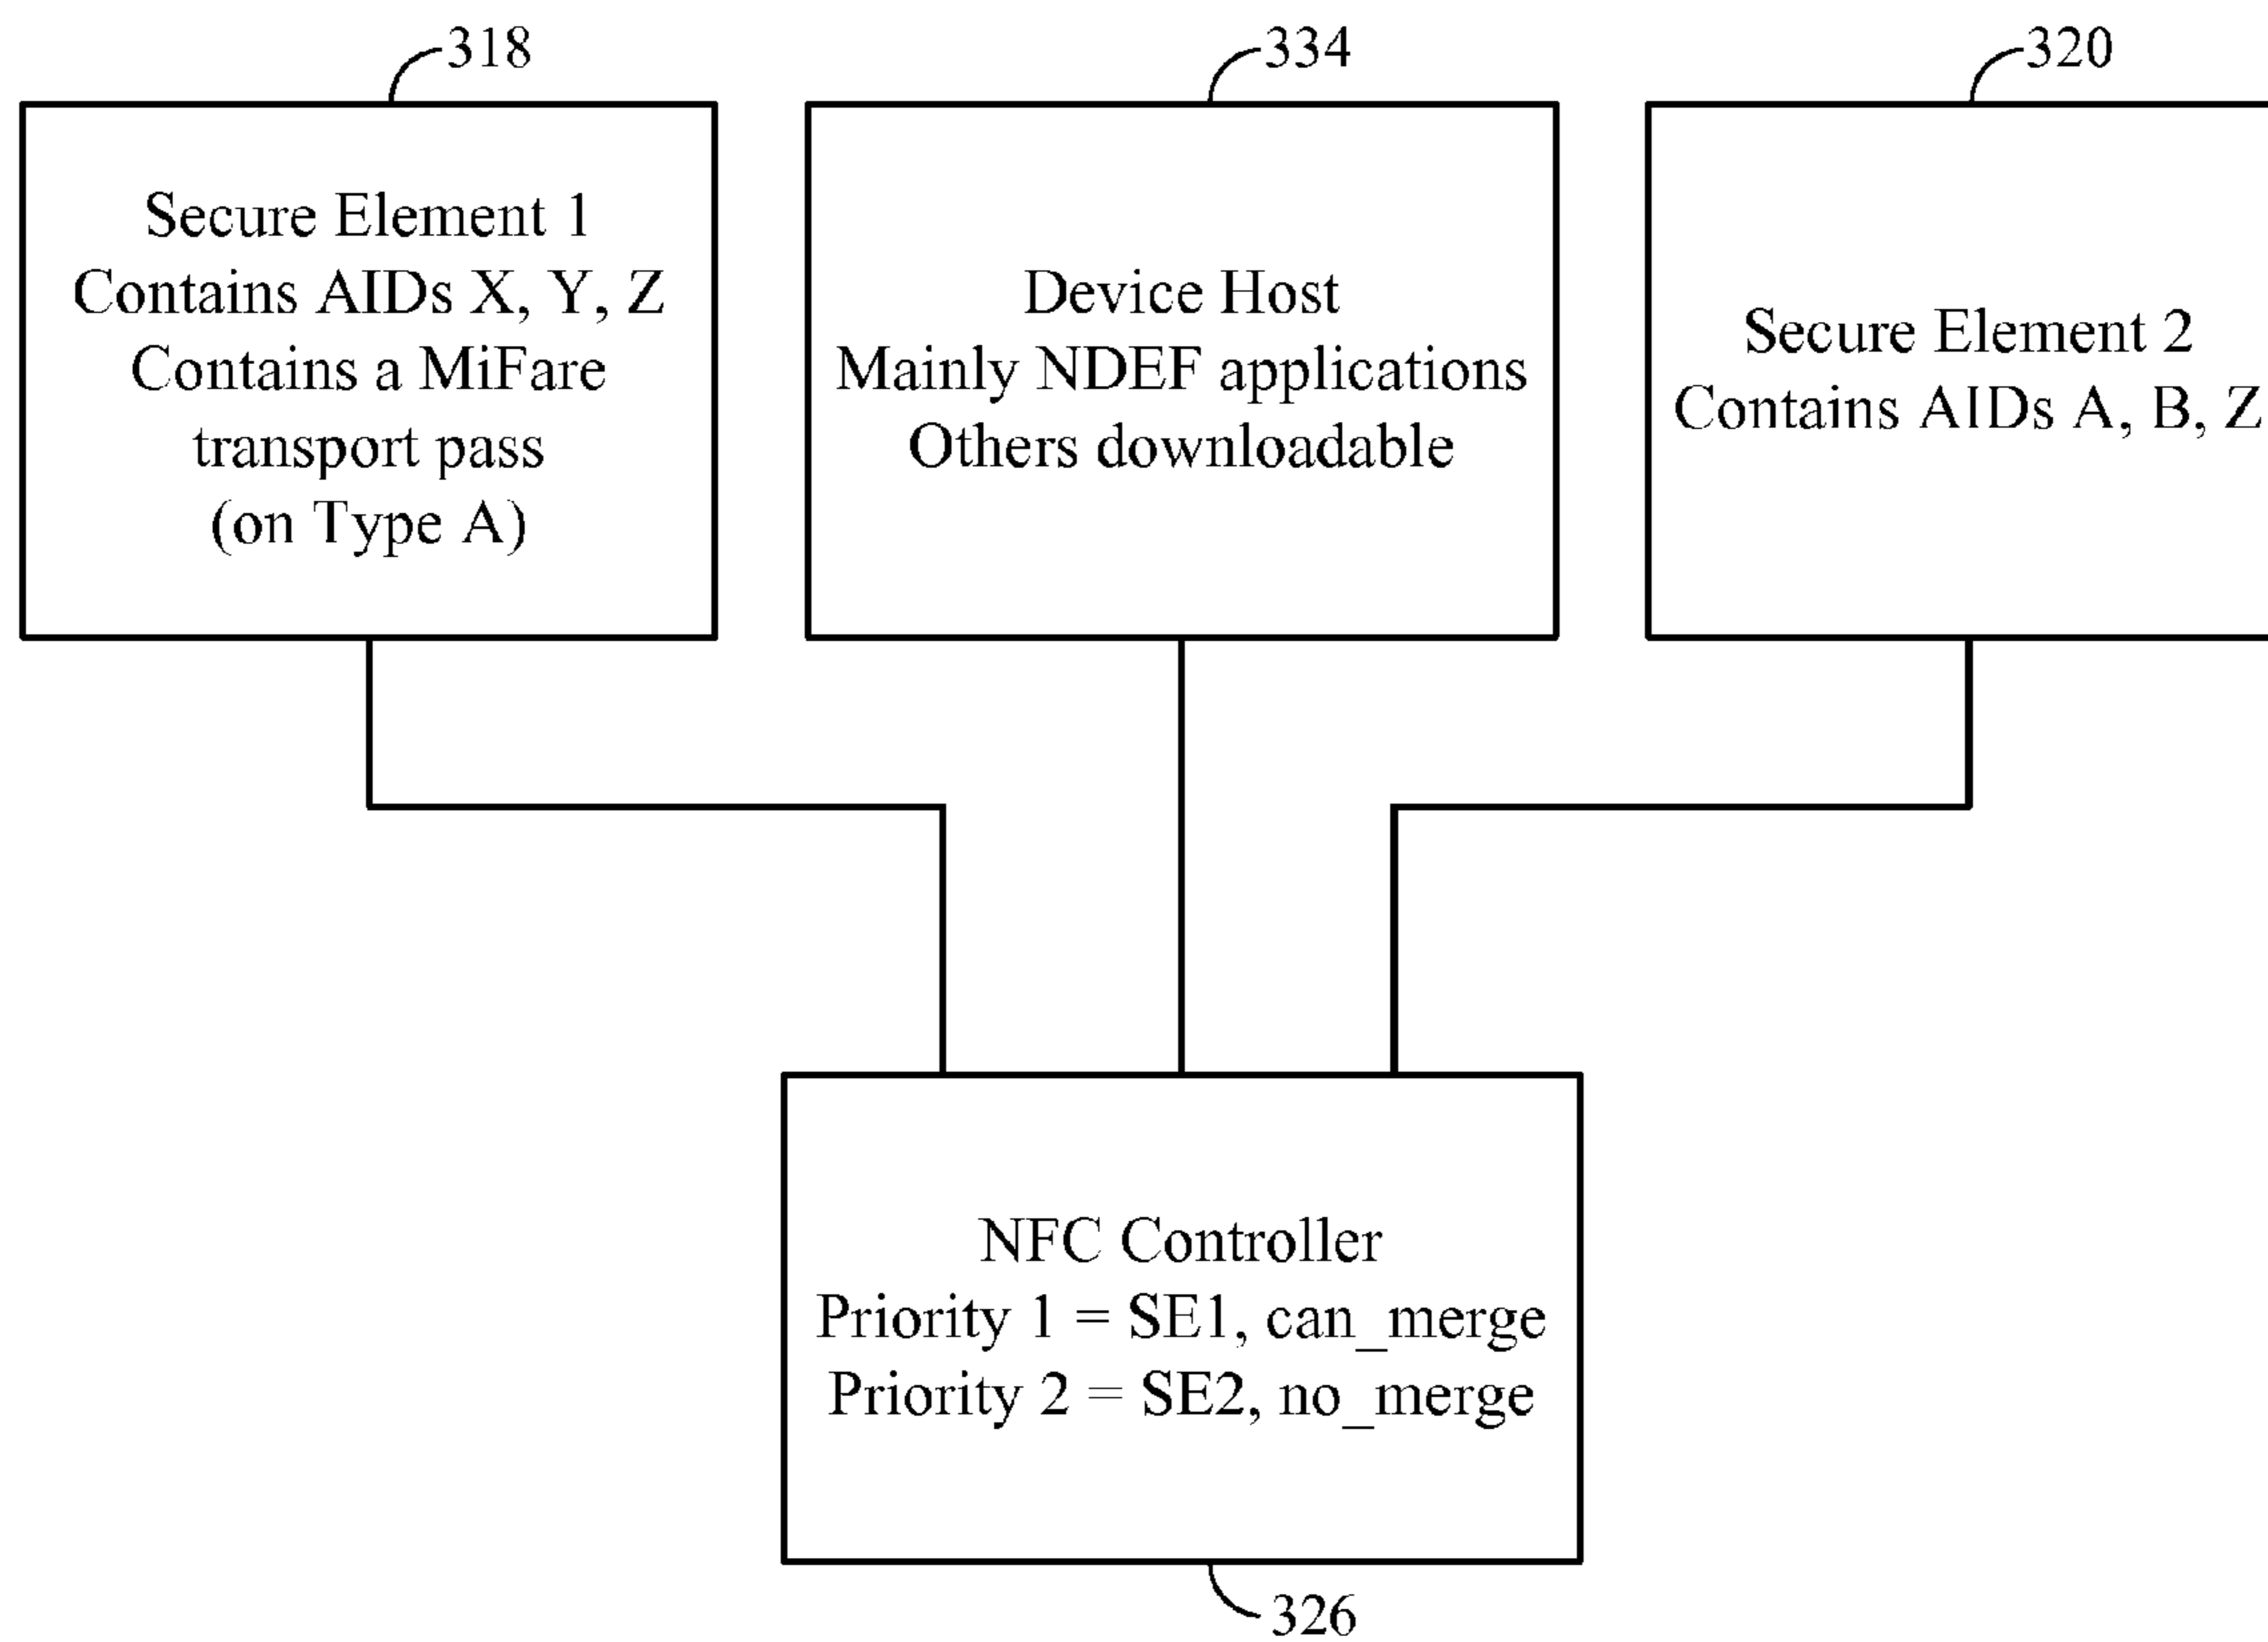 318
Secure Element 1
Contains AIDs X, Y, Z
Contains a MiFare
transport pass
(on Type A)
334
Device Host
Mainly NDEF applications
Others downloadable
320
Secure Element 2
Contains AIDs A, B, Z
NFC Controller
Priority 1 = SE1, can_merge
Priority 2 = SE2, no_merge
326